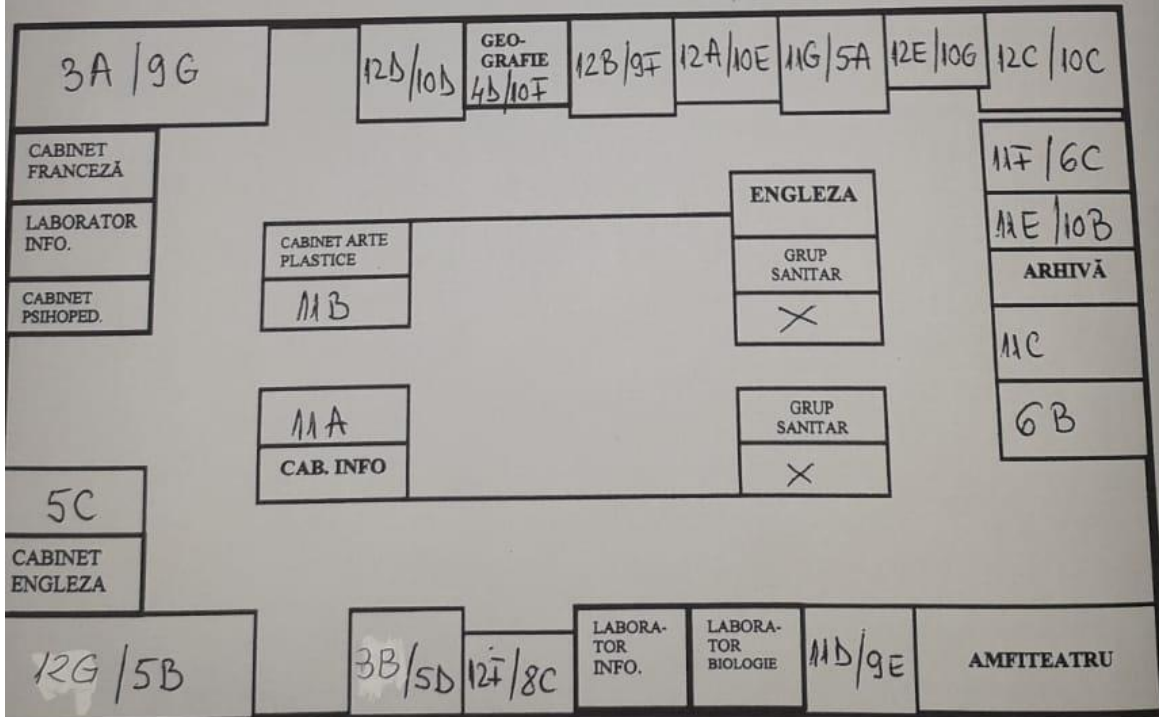 3A/9G
12D/10D
GEO-
GRAFIE
4D/10F
12B/9F
12A/10E
11G/5A
12E/10G
12C/10C
CABINET
FRANCEZĂ
LABORATOR
INFO.
CABINET
PSIHOPED.
CABINET ARTE
PLASTICE
11B
ENGLEZA
GRUP
SANITAR
X
11F/6C
11E/10B
ARHIVĂ
11C
6B
11A
CAB. INFO
GRUP
SANITAR
X
5C
CABINET
ENGLEZA
12G/5B
3B/5D
12F/8C
LABORA-
TOR
INFO.
LABORA-
TOR
BIOLOGIE
11D/9E
AMFITEATRU